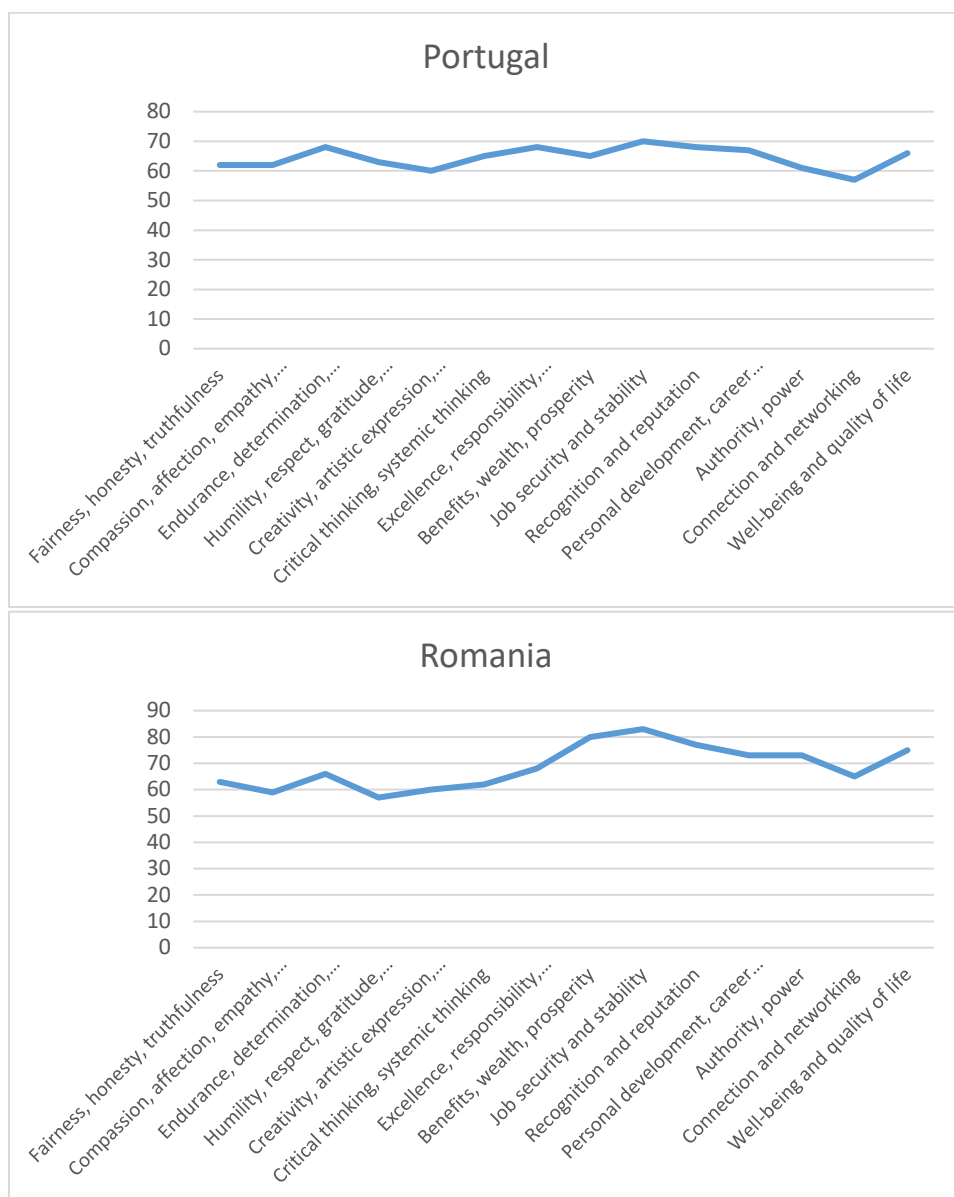 Portugal
80
70
60
50
40
30
20
10
0
Fairness, honesty, truthfulness
Compassion, affection, empathy,…
Endurance, determination,…
Humility, respect, gratitude,…
Creativity, artistic expression,…
Critical thinking, systemic thinking
Excellence, responsibility,…
Benefits, wealth, prosperity
Job security and stability
Recognition and reputation
Personal development, career…
Authority, power
Connection and networking
Well-being and quality of life
Romania
90
80
70
60
50
40
30
20
10
0
Fairness, honesty, truthfulness
Compassion, affection, empathy,…
Endurance, determination,…
Humility, respect, gratitude,…
Creativity, artistic expression,…
Critical thinking, systemic thinking
Excellence, responsibility,…
Benefits, wealth, prosperity
Job security and stability
Recognition and reputation
Personal development, career…
Authority, power
Connection and networking
Well-being and quality of life